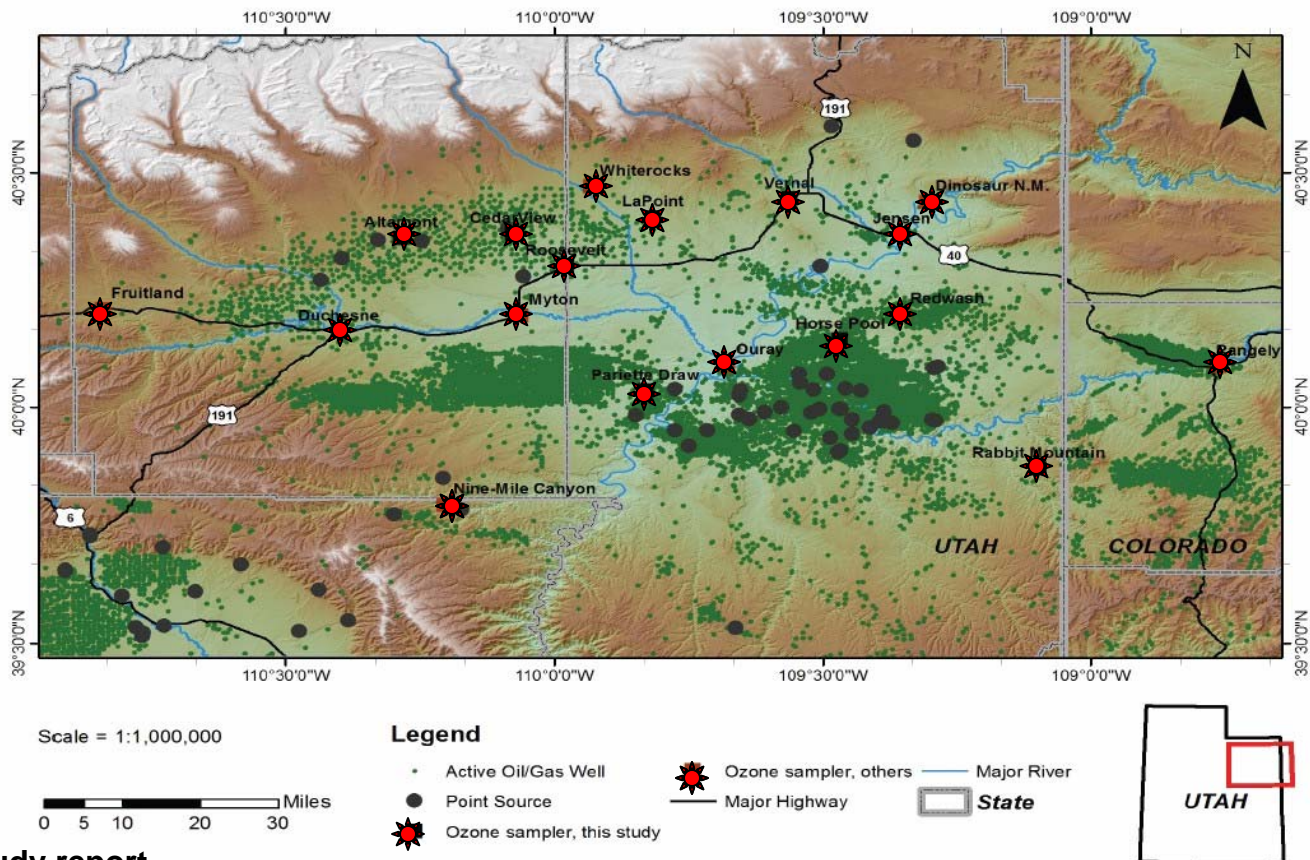 110°30'0"W 110°0'0"W 109°30'0"W 109°0'0"W
N
191
40°30'0"N 40°30'0"N
Whiterocks
Vernal Dinosaur N.M.
LaPoint
Altamont CedarView Jensen
Roosevelt 40
Fruitland Myton Redwash
Duchesne Horse Pool
Ouray Rangely
Pariette Draw
40°0'0"N 191 40°0'0"N
Rabbit Mountain
Nine-Mile Canyon
6
UTAH COLORADO
39°30'0"N 39°30'0"N
110°30'0"W 110°0'0"W 109°30'0"W 109°0'0"W
Scale = 1:1,000,000
Legend
Active Oil/Gas Well Ozone sampler, others Major River
Point Source Major Highway State
Ozone sampler, this study
Miles
0 5 10 20 30
UTAH
report